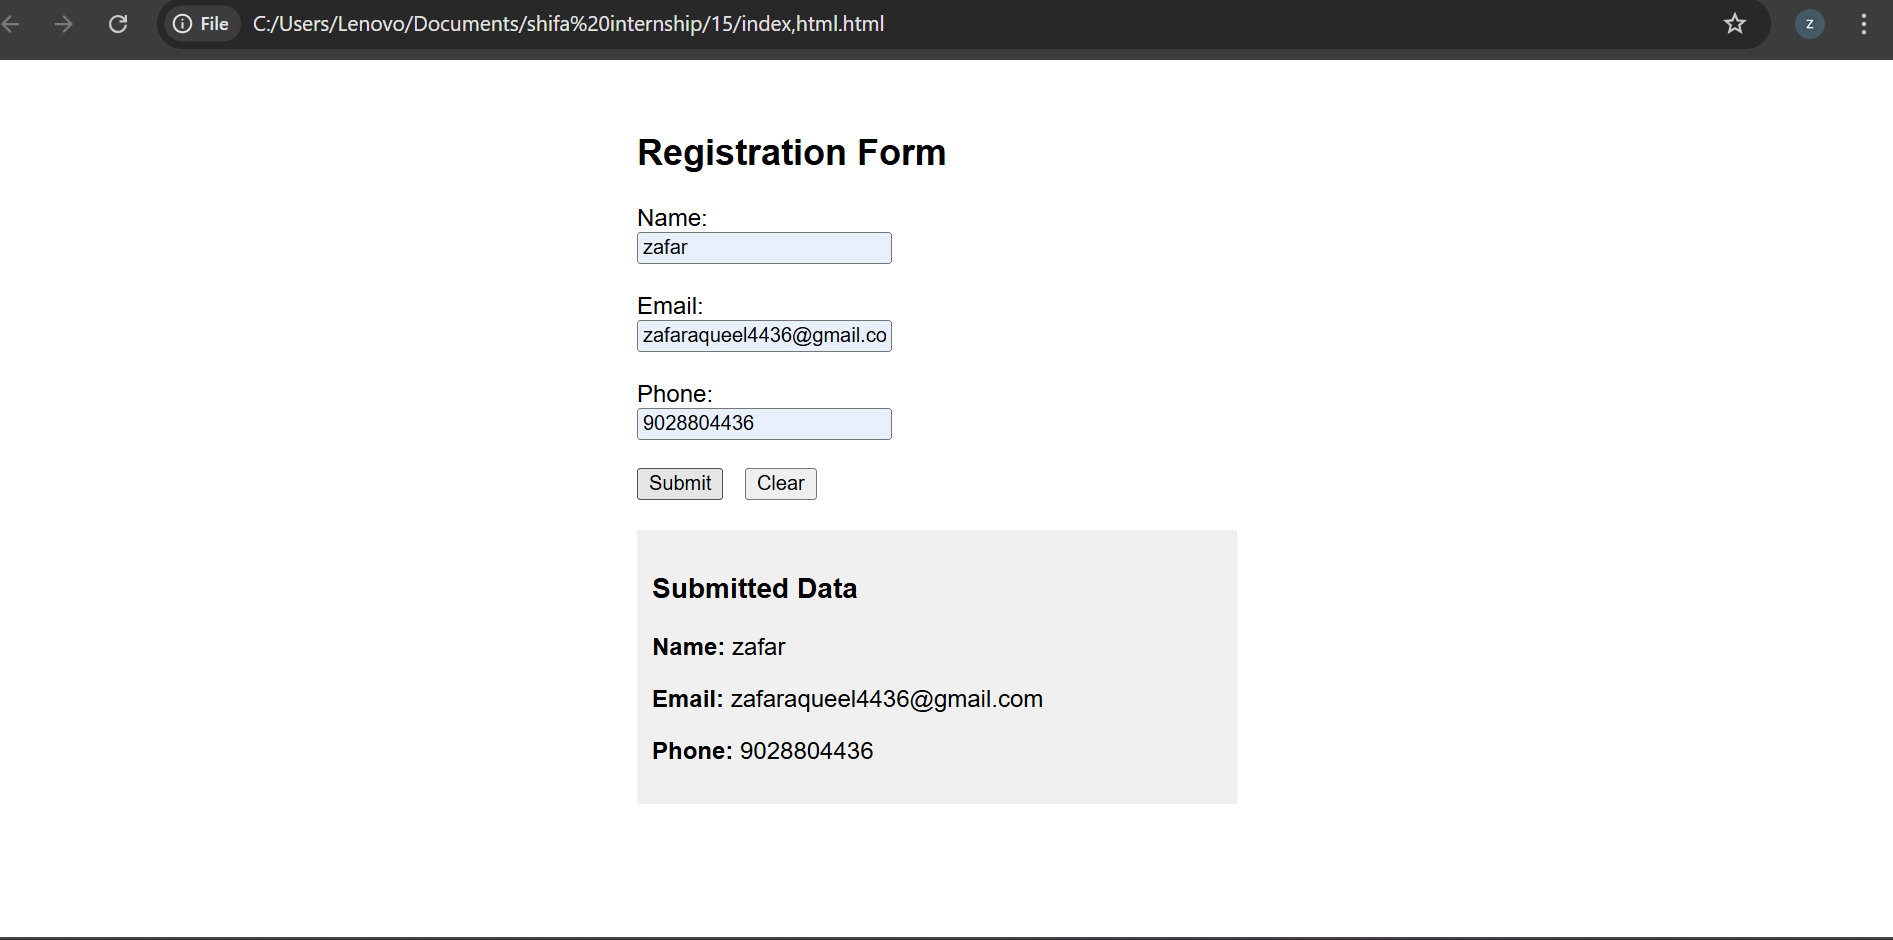 File C:/Users/Lenovo/Documents/shifa%20internship/15/index,html.html
z
Registration Form
Name:
zafar
Email:
zafaraqueel4436@gmail.co
Phone:
9028804436
Submit Clear
Submitted Data
Name: zafar
Email: zafaraqueel4436@gmail.com
Phone: 9028804436